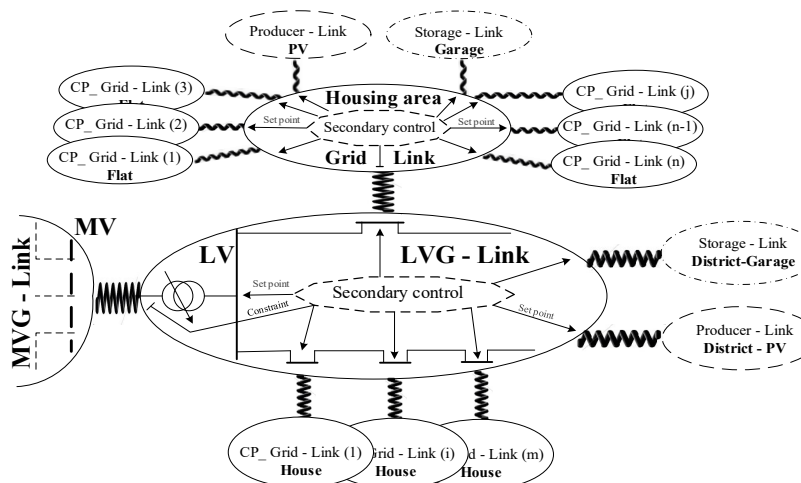 Producer - Link
PV
Storage - Link
Garage
CP_ Grid - Link (3)
CP_ Grid - Link (2)
CP_ Grid - Link (1)
Flat
Housing area
Set point
Secondary control
Set point
Grid Link
CP_ Grid - Link (j)
CP_ Grid - Link (n-1)
CP_ Grid - Link (n)
Flat
MVG - Link
MV
LV
LVG - Link
Set point
Constraint
Secondary control
Set point
Storage - Link
District-Garage
Producer - Link
District - PV
CP_ Grid - Link (1)
House
Grid - Link (i)
House
Link (m)
House